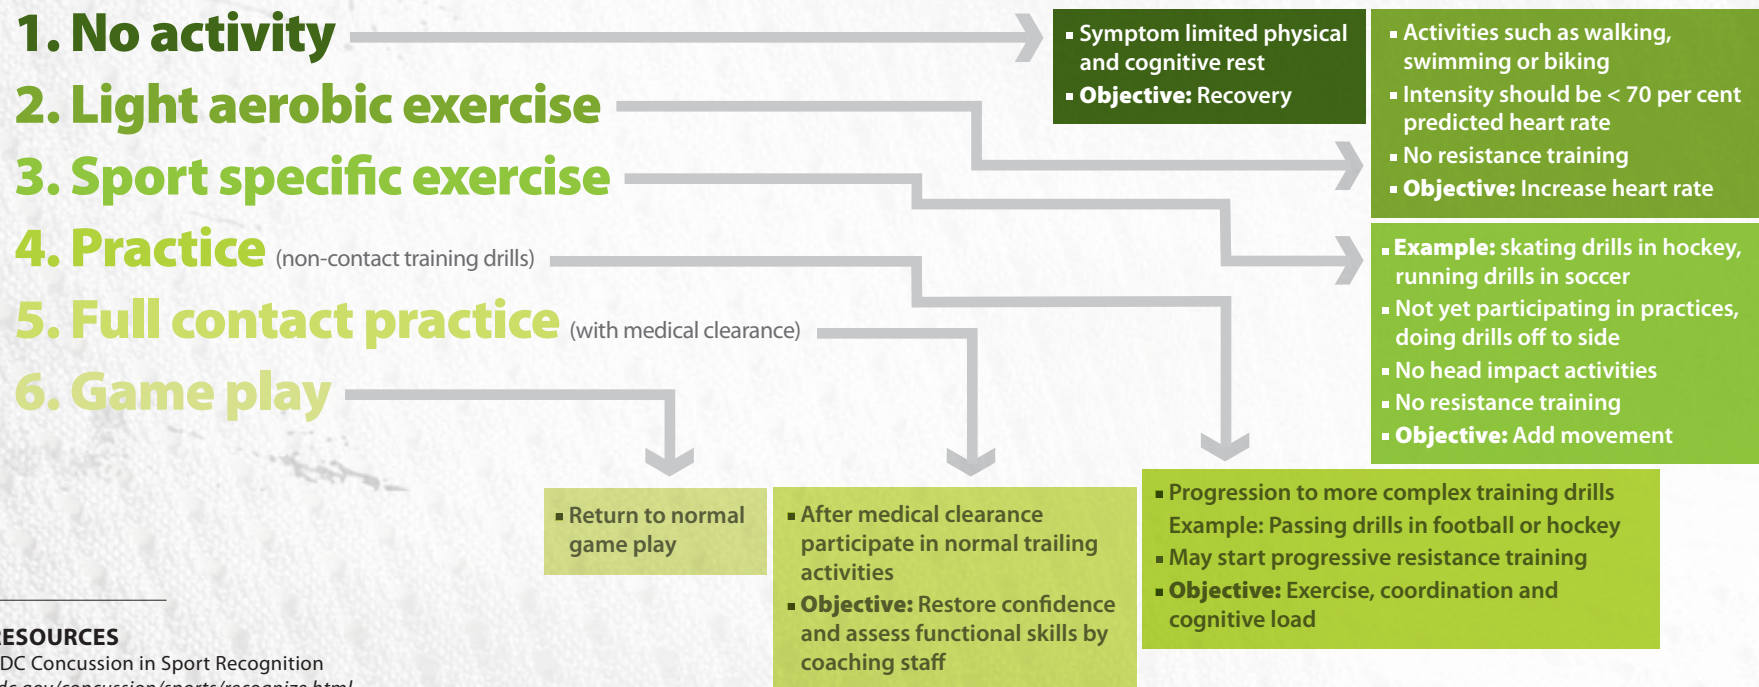 1. No activity
2. Light aerobic exercise
3. Sport specific exercise
4. Practice (non-contact training drills)
5. Full contact practice (with medical clearance)
6. Game play
▪ Symptom limited physical
and cognitive rest
▪ Objective: Recovery
▪ Activities such as walking,
swimming or biking
▪ Intensity should be < 70 per cent
predicted heart rate
▪ No resistance training
▪ Objective: Increase heart rate
▪ Example: skating drills in hockey,
running drills in soccer
▪ Not yet participating in practices,
doing drills off to side
▪ No head impact activities
▪ No resistance training
▪ Objective: Add movement
▪ Progression to more complex training drills
Example: Passing drills in football or hockey
▪ May start progressive resistance training
▪ Objective: Exercise, coordination and
cognitive load
▪ After medical clearance
participate in normal trailing
activities
▪ Objective: Restore confidence
and assess functional skills by
coaching staff
▪ Return to normal
game play
RESOURCES
DC Concussion in Sport Recognition
dc.gov/concussion/sports/recognize.html